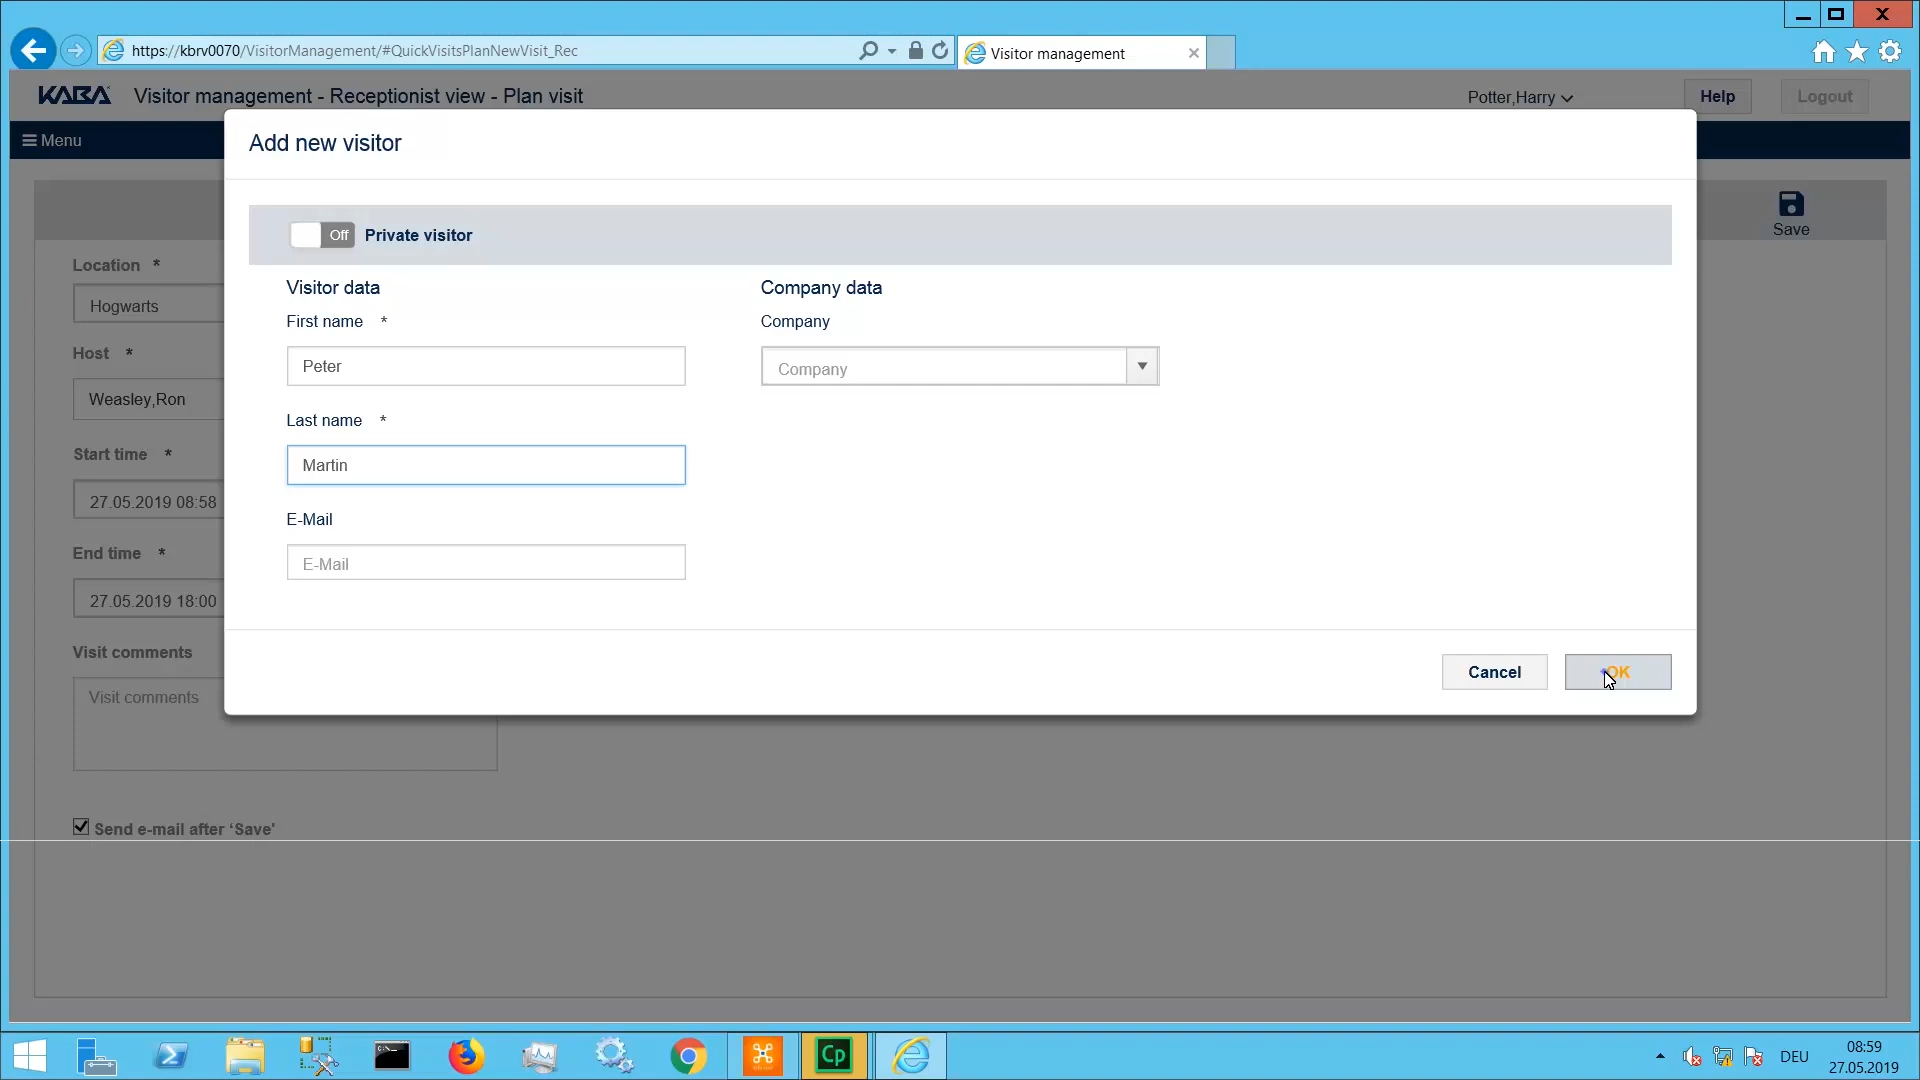 https://kbrv0070/VisitorManagement/#QuickVisitsPlanNewVisit_Rec
Visitor management
KABA
Visitor management - Receptionist view - Plan visit
Potter,Harry
Help
Logout
Menu
Add new visitor
Save
Off
Private visitor
Location *
Hogwarts
Host *
Weasley,Ron
Start time *
27.05.2019 08:58
End time *
27.05.2019 18:00
Visit comments
Visit comments
Send e-mail after ‘Save'
Visitor data
First name *
Peter
Last name *
Martin
E-Mail
E-Mail
Company data
Company
Company
Cancel
OK
Cp
DEU
08:59
27.05.2019